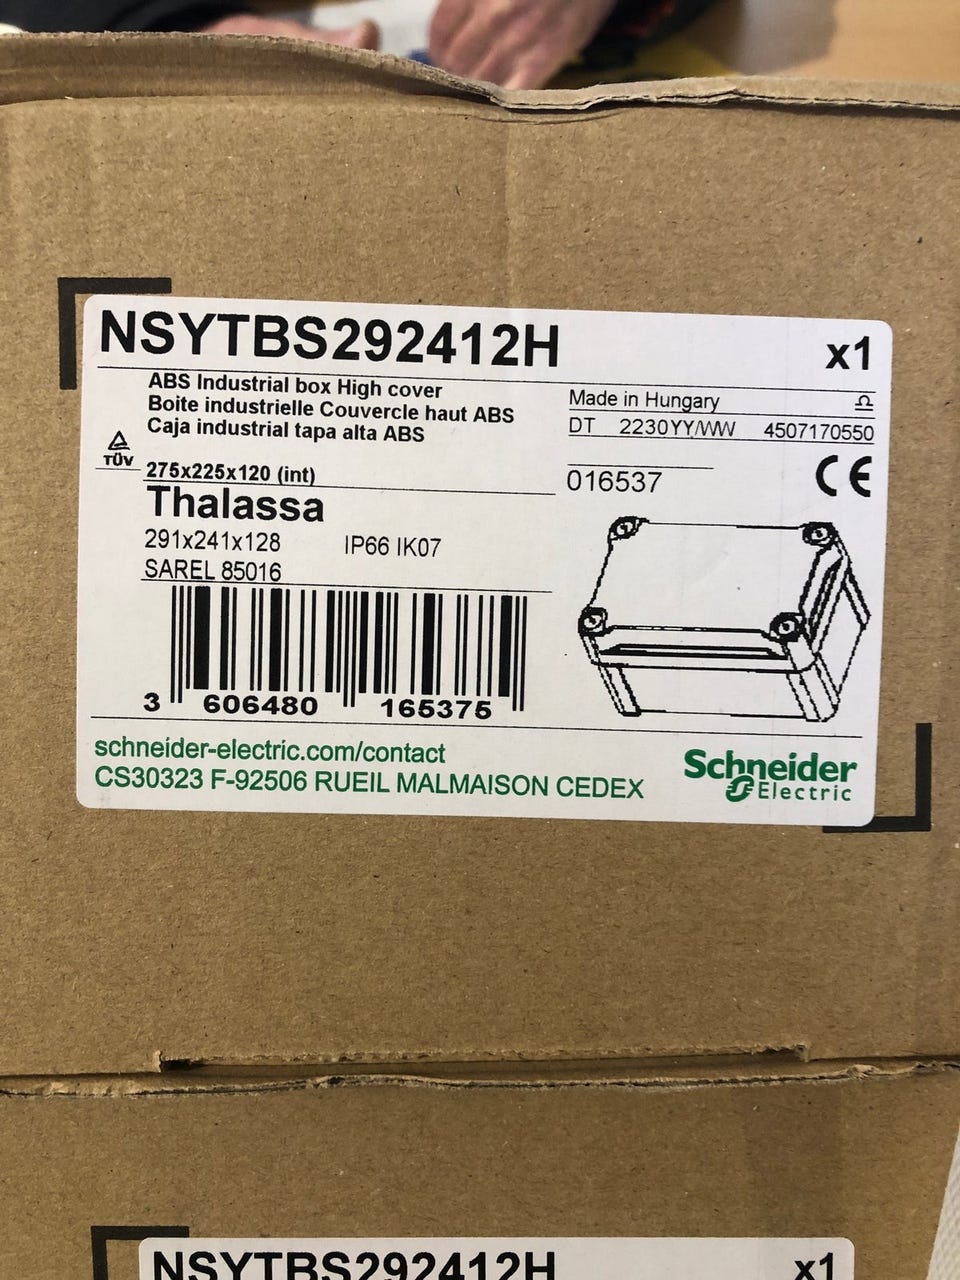 NSYTBS292412H x1
ABS Industrial box High cover
Boite industrielle Couvercle haut ABS
Caja industrial tapa alta ABS
TÜV
275x225x120 (int)
Thalassa
291x241x128 IP66 IK07
SAREL 85016
3 606480 165375
Made in Hungary
DT 2230YY/WW 4507170550
016537 CE
schneider-electric.com/contact
CS30323 F-92506 RUEIL MALMAISON CEDEX
Schneider
Electric
NSYTBS292412H x1